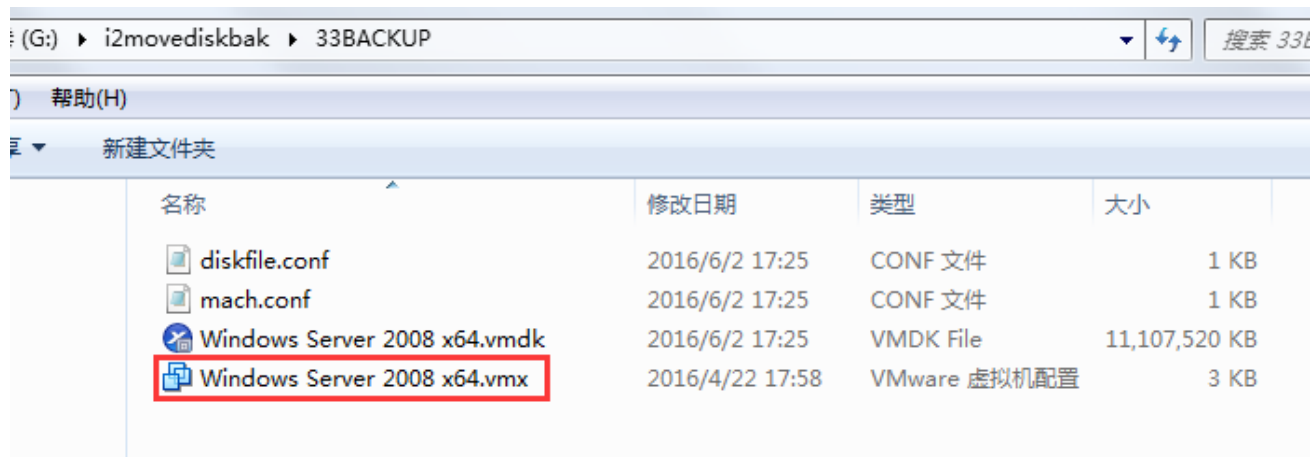 (G:) ▸ i2movediskbak ▸ 33BACKUP 搜索 33
) 帮助(H)
新建文件夹
名称 修改日期 类型 大小
diskfile.conf 2016/6/2 17:25 CONF 文件 1 KB
mach.conf 2016/6/2 17:25 CONF 文件 1 KB
Windows Server 2008 x64.vmdk 2016/6/2 17:25 VMDK File 11,107,520 KB
Windows Server 2008 x64.vmx 2016/4/22 17:58 VMware 虚拟机配置 3 KB